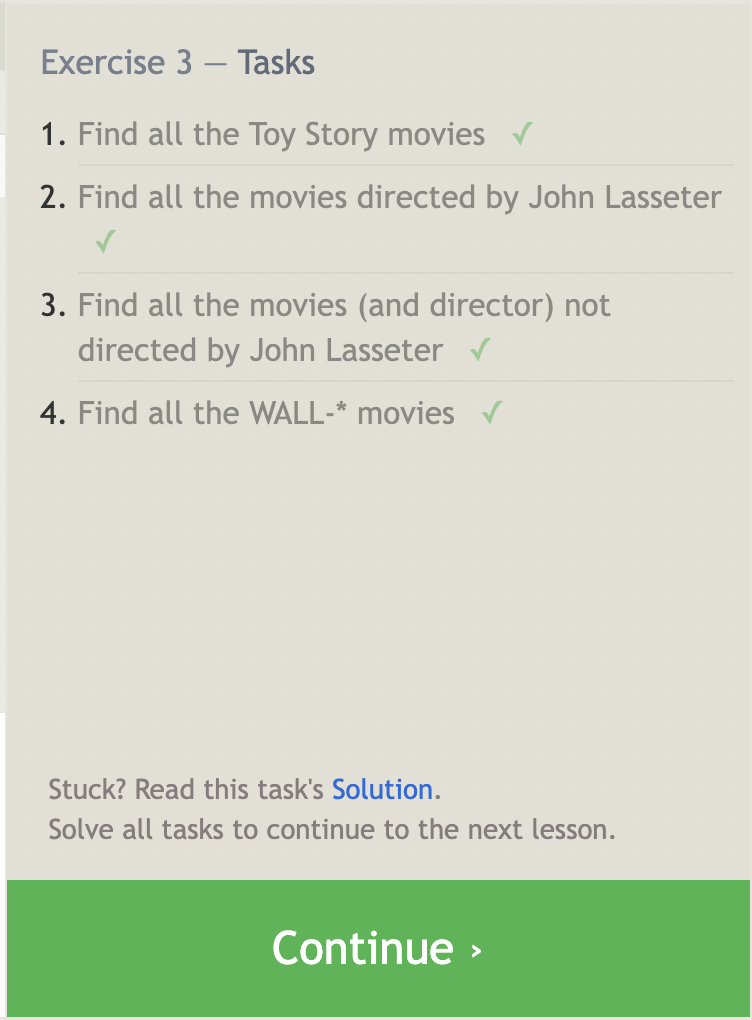 Exercise 3 — Tasks
1. Find all the Toy Story movies ✓
2. Find all the movies directed by John Lasseter
✓
3. Find all the movies (and director) not
directed by John Lasseter ✓
4. Find all the WALL-* movies ✓
Stuck? Read this task's Solution.
Solve all tasks to continue to the next lesson.
Continue ›